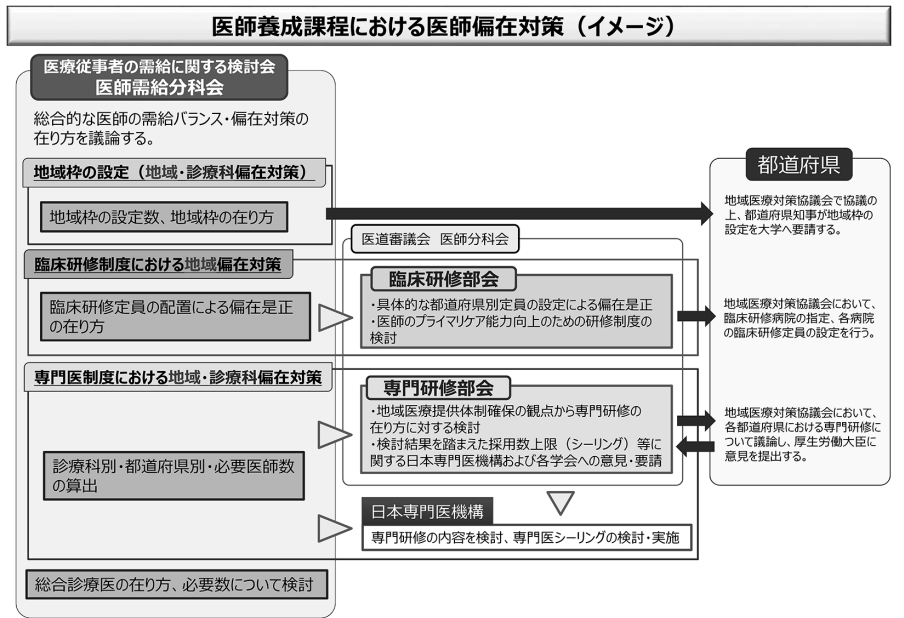 医師養成課程における医師偏在対策（イメージ）
医療従事者の需給に関する検討会
医師需給分科会
総合的な医師の需給バランス・偏在対策の
在り方を議論する。
地域枠の設定（地域・診療科偏在対策）
地域枠の設定数、地域枠の在り方
都道府県
地域医療対策協議会で協議の
上、都道府県知事が地域枠の
設定を大学へ要請する。
医道審議会 医師分科会
臨床研修制度における地域偏在対策
臨床研修定員の配置による偏在是正
の在り方
臨床研修部会
・具体的な都道府県別定員の設定による偏在是正
・医師のプライマリケア能力向上のための研修制度の
検討
地域医療対策協議会において、
臨床研修病院の指定、各病院
の臨床研修定員の設定を行う。
専門医制度における地域・診療科偏在対策
診療科別・都道府県別・必要医師数
の算出
専門研修部会
・地域医療提供体制確保の観点から専門研修の
在り方に対する検討
・検討結果を踏まえた採用数上限（シーリング）等に
関する日本専門医機構および各学会への意見・要請
地域医療対策協議会において、
各都道府県における専門研修に
ついて議論し、厚生労働大臣に
意見を提出する。
日本専門医機構
専門研修の内容を検討、専門医シーリングの検討・実施
総合診療医の在り方、必要数について検討